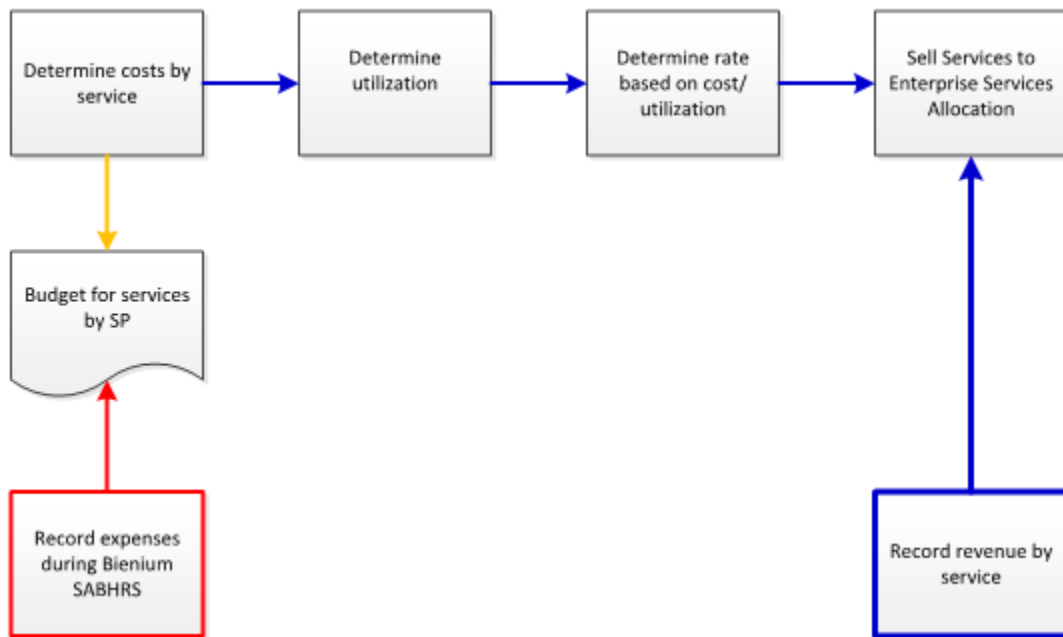 Determine costs by
service
Determine
utilization
Determine rate
based on cost/
utilization
Sell Services to
Enterprise Services
Allocation
Budget for services
by SP
Record expenses
during Bienium
SABHRS
Record revenue by
service